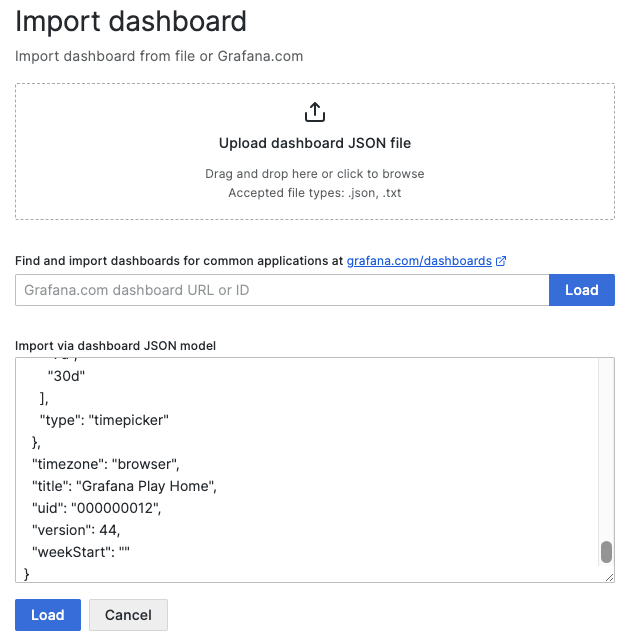 Import dashboard
Import dashboard from file or Grafana.com
Upload dashboard JSON file
Drag and drop here or click to browse
Accepted file types: .json, .txt
Find and import dashboards for common applications at grafana.com/dashboards
Grafana.com dashboard URL or ID
Load
Import via dashboard JSON model
"30d"
],
"type": "timepicker"
},
"timezone": "browser",
"title": "Grafana Play Home",
"uid": "000000012",
"version": 44,
"weekStart": ""
}
Load
Cancel